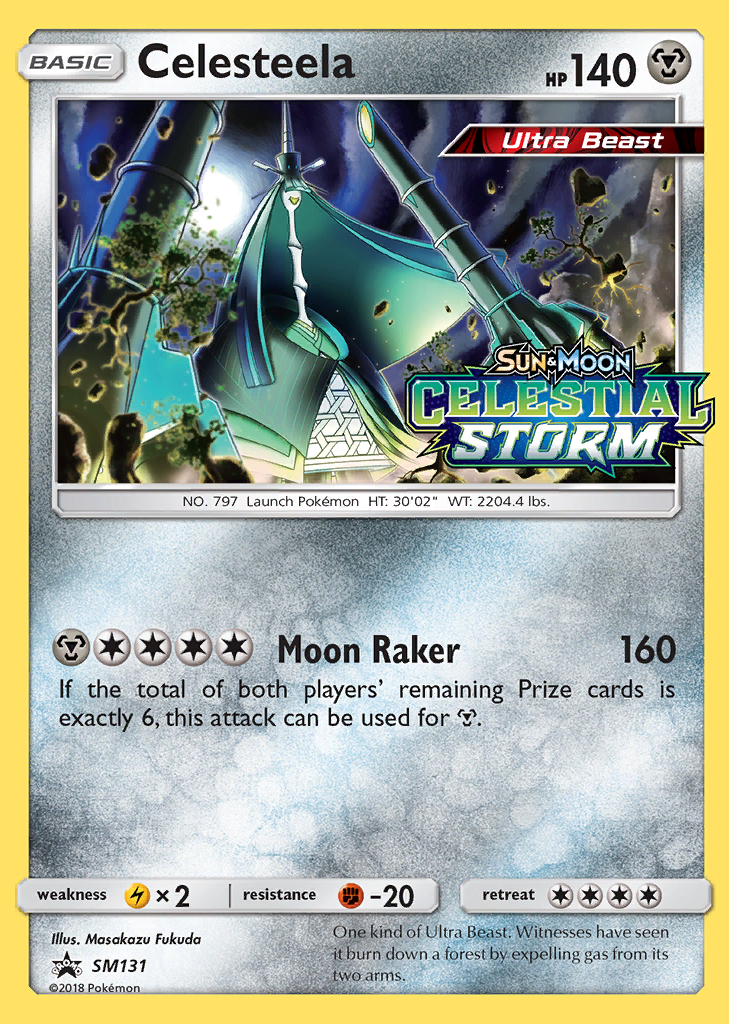 BASIC
Celesteela
HP 140
Ultra Beast
SUN & MOON
CELESTIAL
STORM
NO. 797 Launch Pokémon HT: 30'02" WT: 2204.4 lbs.
Moon Raker 160
If the total of both players' remaining Prize cards is
exactly 6, this attack can be used for .
weakness ×2 resistance -20 retreat
Illus. Masakazu Fukuda
SM131
©2018 Pokémon
One kind of Ultra Beast. Witnesses have seen
it burn down a forest by expelling gas from its
two arms.